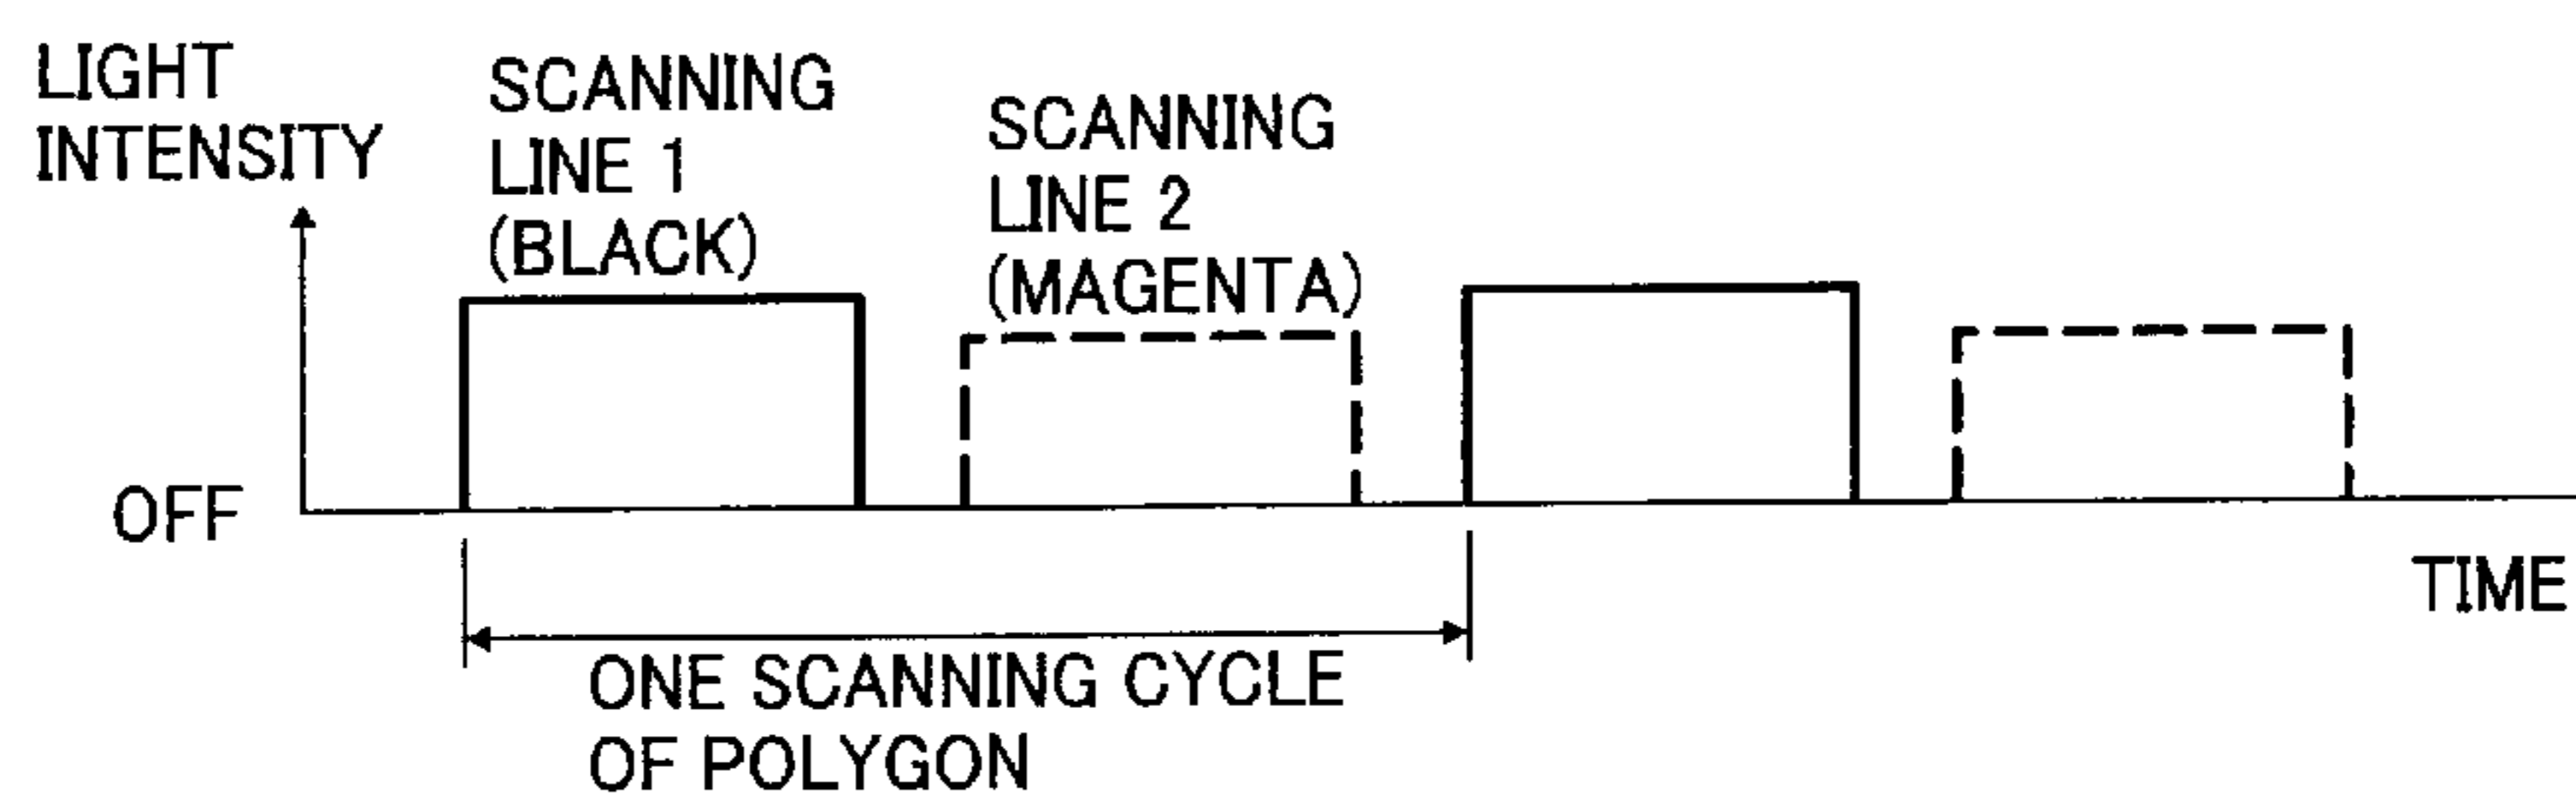 LIGHT
INTENSITY
SCANNING
LINE 1
(BLACK)
SCANNING
LINE 2
(MAGENTA)
OFF
TIME
ONE SCANNING CYCLE
OF POLYGON